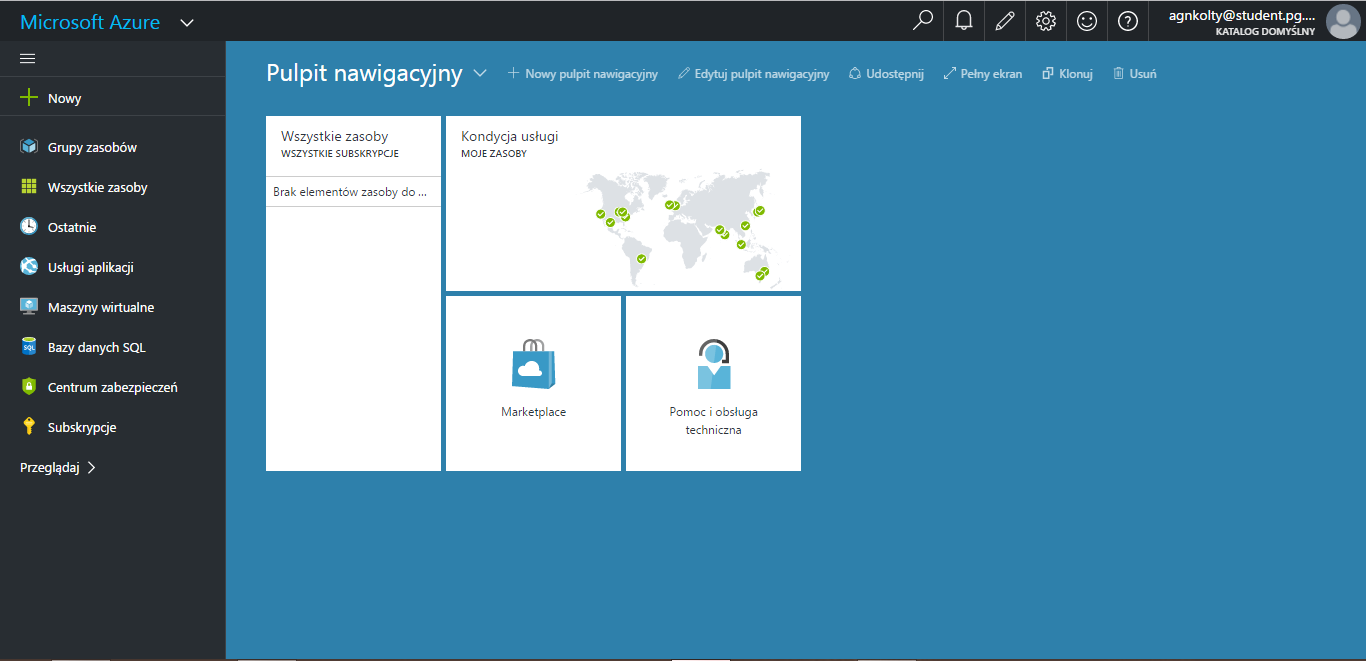 Microsoft Azure
agnkolty@student.pg....
KATALOG DOMYŚLNY
Nowy
Grupy zasobów
Wszystkie zasoby
Ostatnie
Usługi aplikacji
Maszyny wirtualne
Bazy danych SQL
SQL
Centrum zabezpieczeń
Subskrypcje
Przeglądaj
Pulpit nawigacyjny
Nowy pulpit nawigacyjny
Edytuj pulpit nawigacyjny
Udostępnij
Pełny ekran
Klonuj
Usuń
Wszystkie zasoby
WSZYSTKIE SUBSKRYPCJE
Brak elementów zasoby do ...
Kondycja usługi
MOJE ZASOBY
Marketplace
Pomoc i obsługa
techniczna